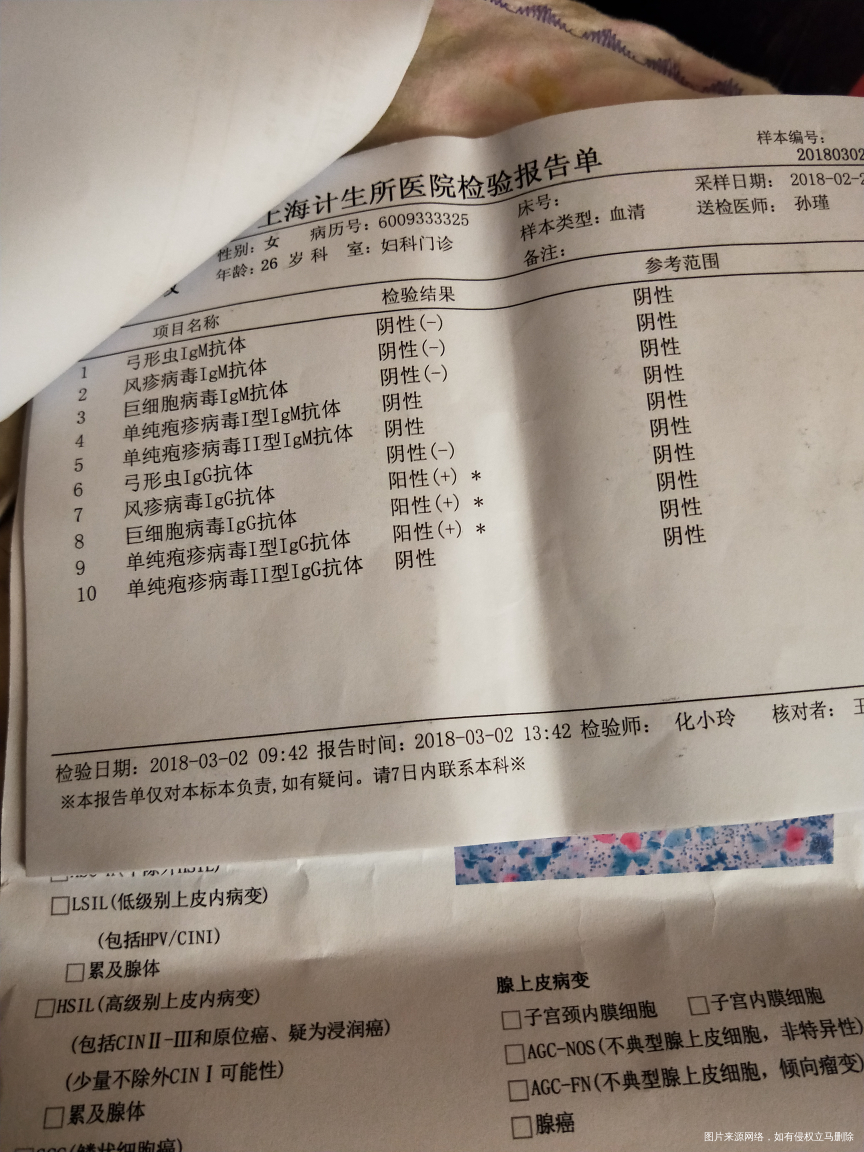 样本编号:
上海计生所医院检验报告单
20180302
性别: 女 病历号: 6009333325 床号: 采样日期: 2018-02-2
年龄: 26 岁 科 室: 妇科门诊 样本类型: 血清 送检医师: 孙瑾
备注:
项目名称 检验结果 参考范围
1 弓形虫IgM抗体 阴性(-) 阴性
2 风疹病毒IgM抗体 阴性(-) 阴性
3 巨细胞病毒IgM抗体 阴性(-) 阴性
4 单纯疱疹病毒I型IgM抗体 阴性 阴性
5 单纯疱疹病毒II型IgM抗体 阴性 阴性
6 弓形虫IgG抗体 阴性(-) 阴性
7 风疹病毒IgG抗体 阳性(+) * 阴性
8 巨细胞病毒IgG抗体 阳性(+) * 阴性
9 单纯疱疹病毒I型IgG抗体 阳性(+) * 阴性
10 单纯疱疹病毒II型IgG抗体 阴性 阴性
检验日期: 2018-03-02 09:42 报告时间: 2018-03-02 13:42 检验师: 化小玲 核对者: 王
※本报告单仅对本标本负责,如有疑问。请7日内联系本科※
□LSIL(低级别上皮内病变)
(包括HPV/CINI)
□累及腺体
□HSIL(高级别上皮内病变)
(包括CINⅡ-Ⅲ和原位癌、疑为浸润癌)
(少量不除外CINⅠ可能性)
□累及腺体
(鳞状细胞癌)
腺上皮病变
□子宫颈内膜细胞 □子宫内膜细胞
□AGC-NOS(不典型腺上皮细胞, 非特异性)
□AGC-FN(不典型腺上皮细胞, 倾向瘤变)
□腺癌
图片来源网络，如有侵权立马删除